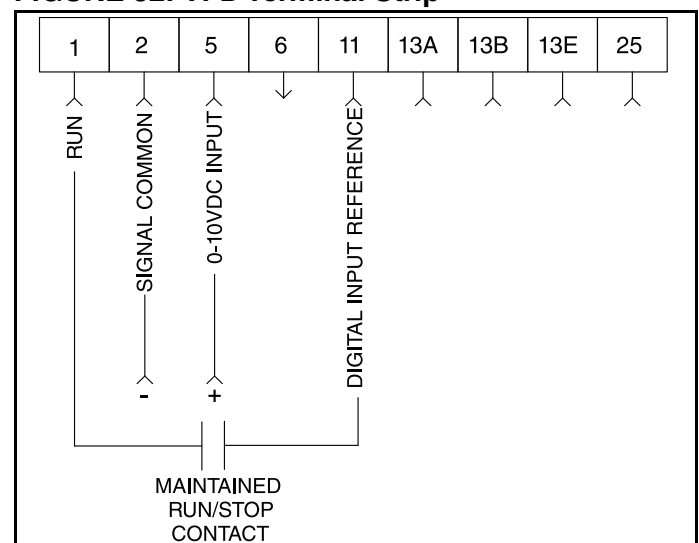 FIGURE VFD Terminal Strip
1 2 5 6 11 13A 13B 13E 25
RUN
SIGNAL COMMON
0-10VDC INPUT
DIGITAL INPUT REFERENCE
- +
MAINTAINED
RUN/STOP
CONTACT